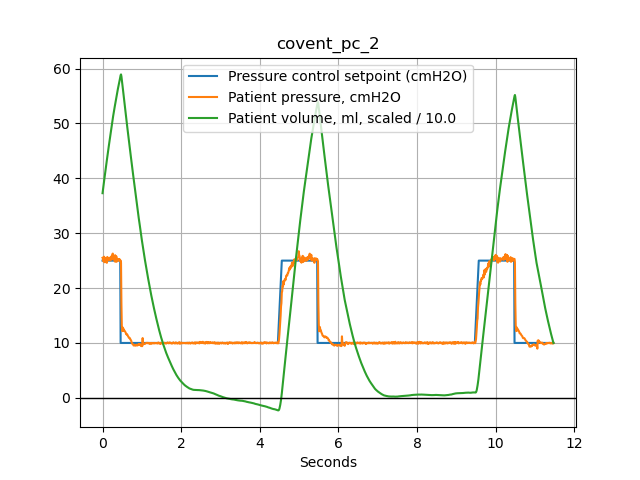 covent_pc_2
Pressure control setpoint (cmH2O)
Patient pressure, cmH2O
Patient volume, ml, scaled / 10.0
60
50
40
30
20
10
0
0 2 4 6 8 10 12
Seconds